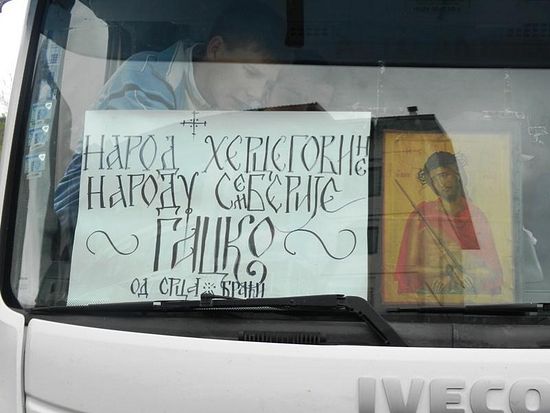 НАРОД ХЕРЦЕГОВИНЕ
НАРОДУ СЕМБЕРИЈЕ
~ ГАЦКО ~
ОД СРЦА БРАЋИ
IVECO